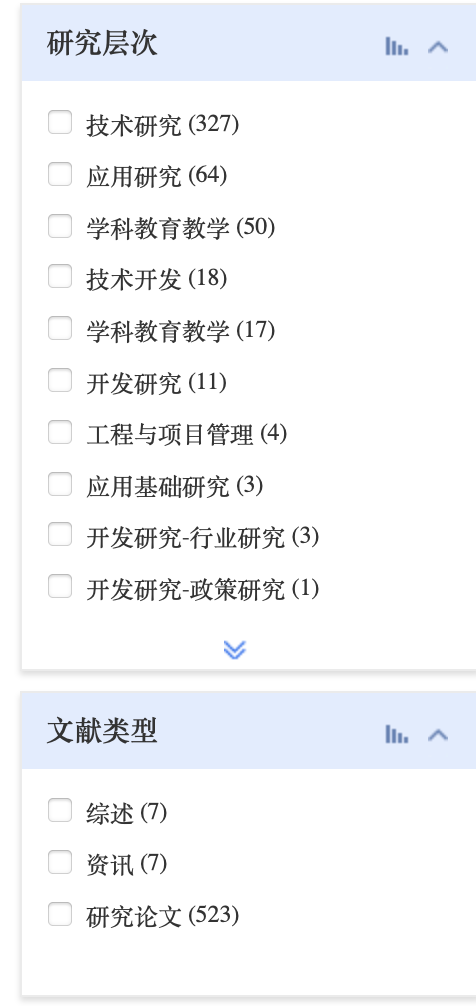 研究层次
技术研究 (327)
应用研究 (64)
学科教育教学 (50)
技术开发 (18)
学科教育教学 (17)
开发研究 (11)
工程与项目管理 (4)
应用基础研究 (3)
开发研究-行业研究 (3)
开发研究-政策研究 (1)
文献类型
综述 (7)
资讯 (7)
研究论文 (523)